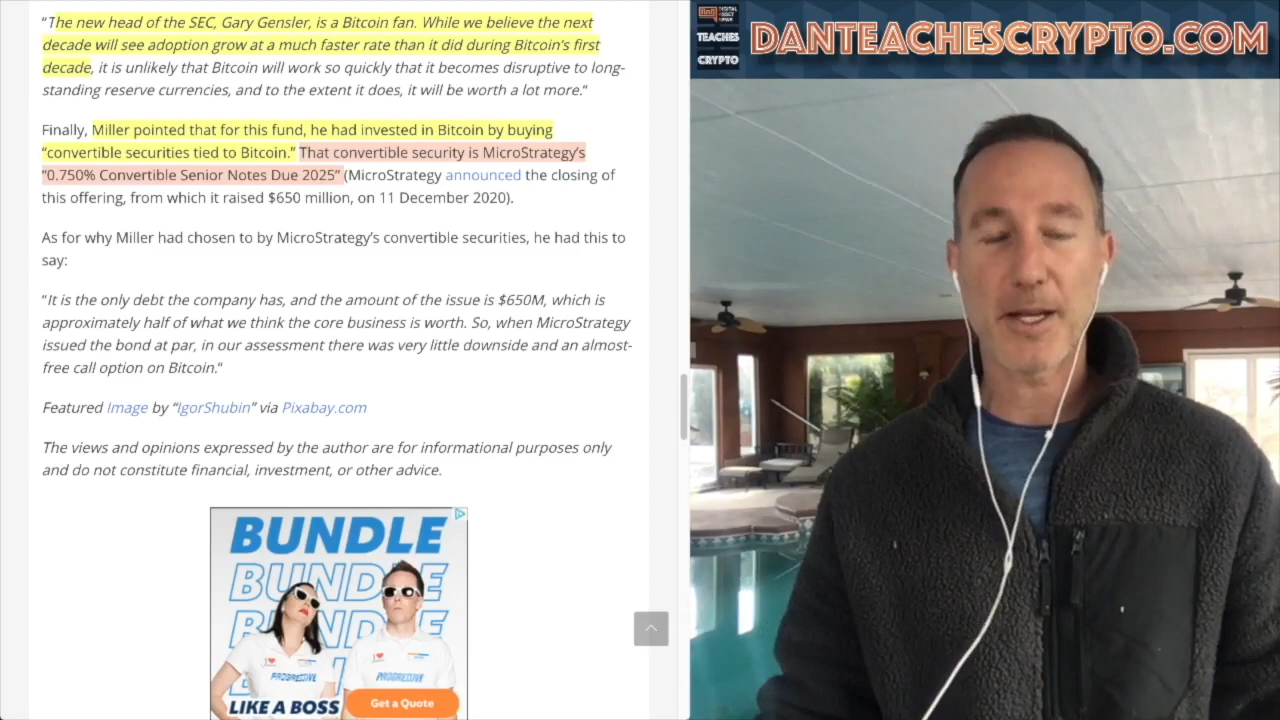 “The new head of the SEC, Gary Gensler, is a Bitcoin fan. While we believe the next
decade will see adoption grow at a much faster rate than it did during Bitcoin’s first
decade, it is unlikely that Bitcoin will work so quickly that it becomes disruptive to long-
standing reserve currencies, and to the extent it does, it will be worth a lot more.“
Finally, Miller pointed that for this fund, he had invested in Bitcoin by buying
“convertible securities tied to Bitcoin.” That convertible security is MicroStrategy’s
“0.750% Convertible Senior Notes Due 2025” (MicroStrategy announced the closing of
this offering, from which it raised $650 million, on 11 December 2020).
As for why Miller had chosen to by MicroStrategy’s convertible securities, he had this to
say:
“It is the only debt the company has, and the amount of the issue is $650M, which is
approximately half of what we think the core business is worth. So, when MicroStrategy
issued the bond at par, in our assessment there was very little downside and an almost-
free call option on Bitcoin.“
Featured Image by “IgorShubin” via Pixabay.com
The views and opinions expressed by the author are for informational purposes only
and do not constitute financial, investment, or other advice.
BUNDLE
BUNDLE
BUNDLE
LIKE A BOSS
Get a Quote
PROGRESSIVE
PROGRESSIVE
DIGITAL
ASSET
NEWS
TEACHES
CRYPTO
DANTEACHESCRYPTO.COM